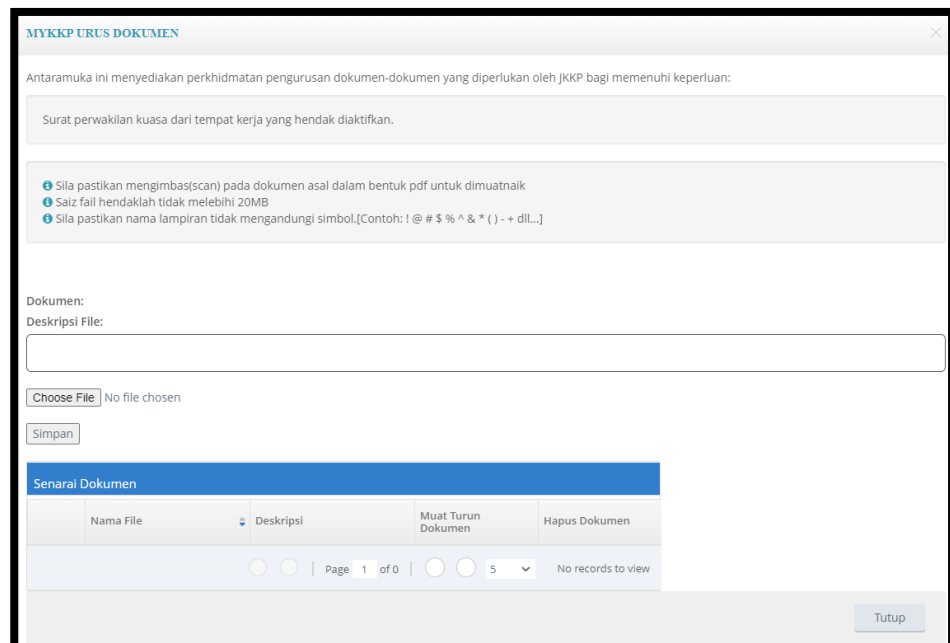 MYKKP URUS DOKUMEN
Antaramuka ini menyediakan perkhidmatan pengurusan dokumen-dokumen yang diperlukan oleh JKKP bagi memenuhi keperluan:
Surat perwakilan kuasa dari tempat kerja yang hendak diaktifkan.
Sila pastikan mengimbas(scan) pada dokumen asal dalam bentuk pdf untuk dimuatnaik
Saiz fail hendaklah tidak melebihi 20MB
Sila pastikan nama lampiran tidak mengandungi simbol.[Contoh: ! @ # $ % ^ & * ( ) - + dll...]
Dokumen:
Deskripsi File:
Choose File No file chosen
Simpan
Senarai Dokumen
Nama File Deskripsi Muat Turun Dokumen Hapus Dokumen
Page 1 of 0 5 No records to view
Tutup